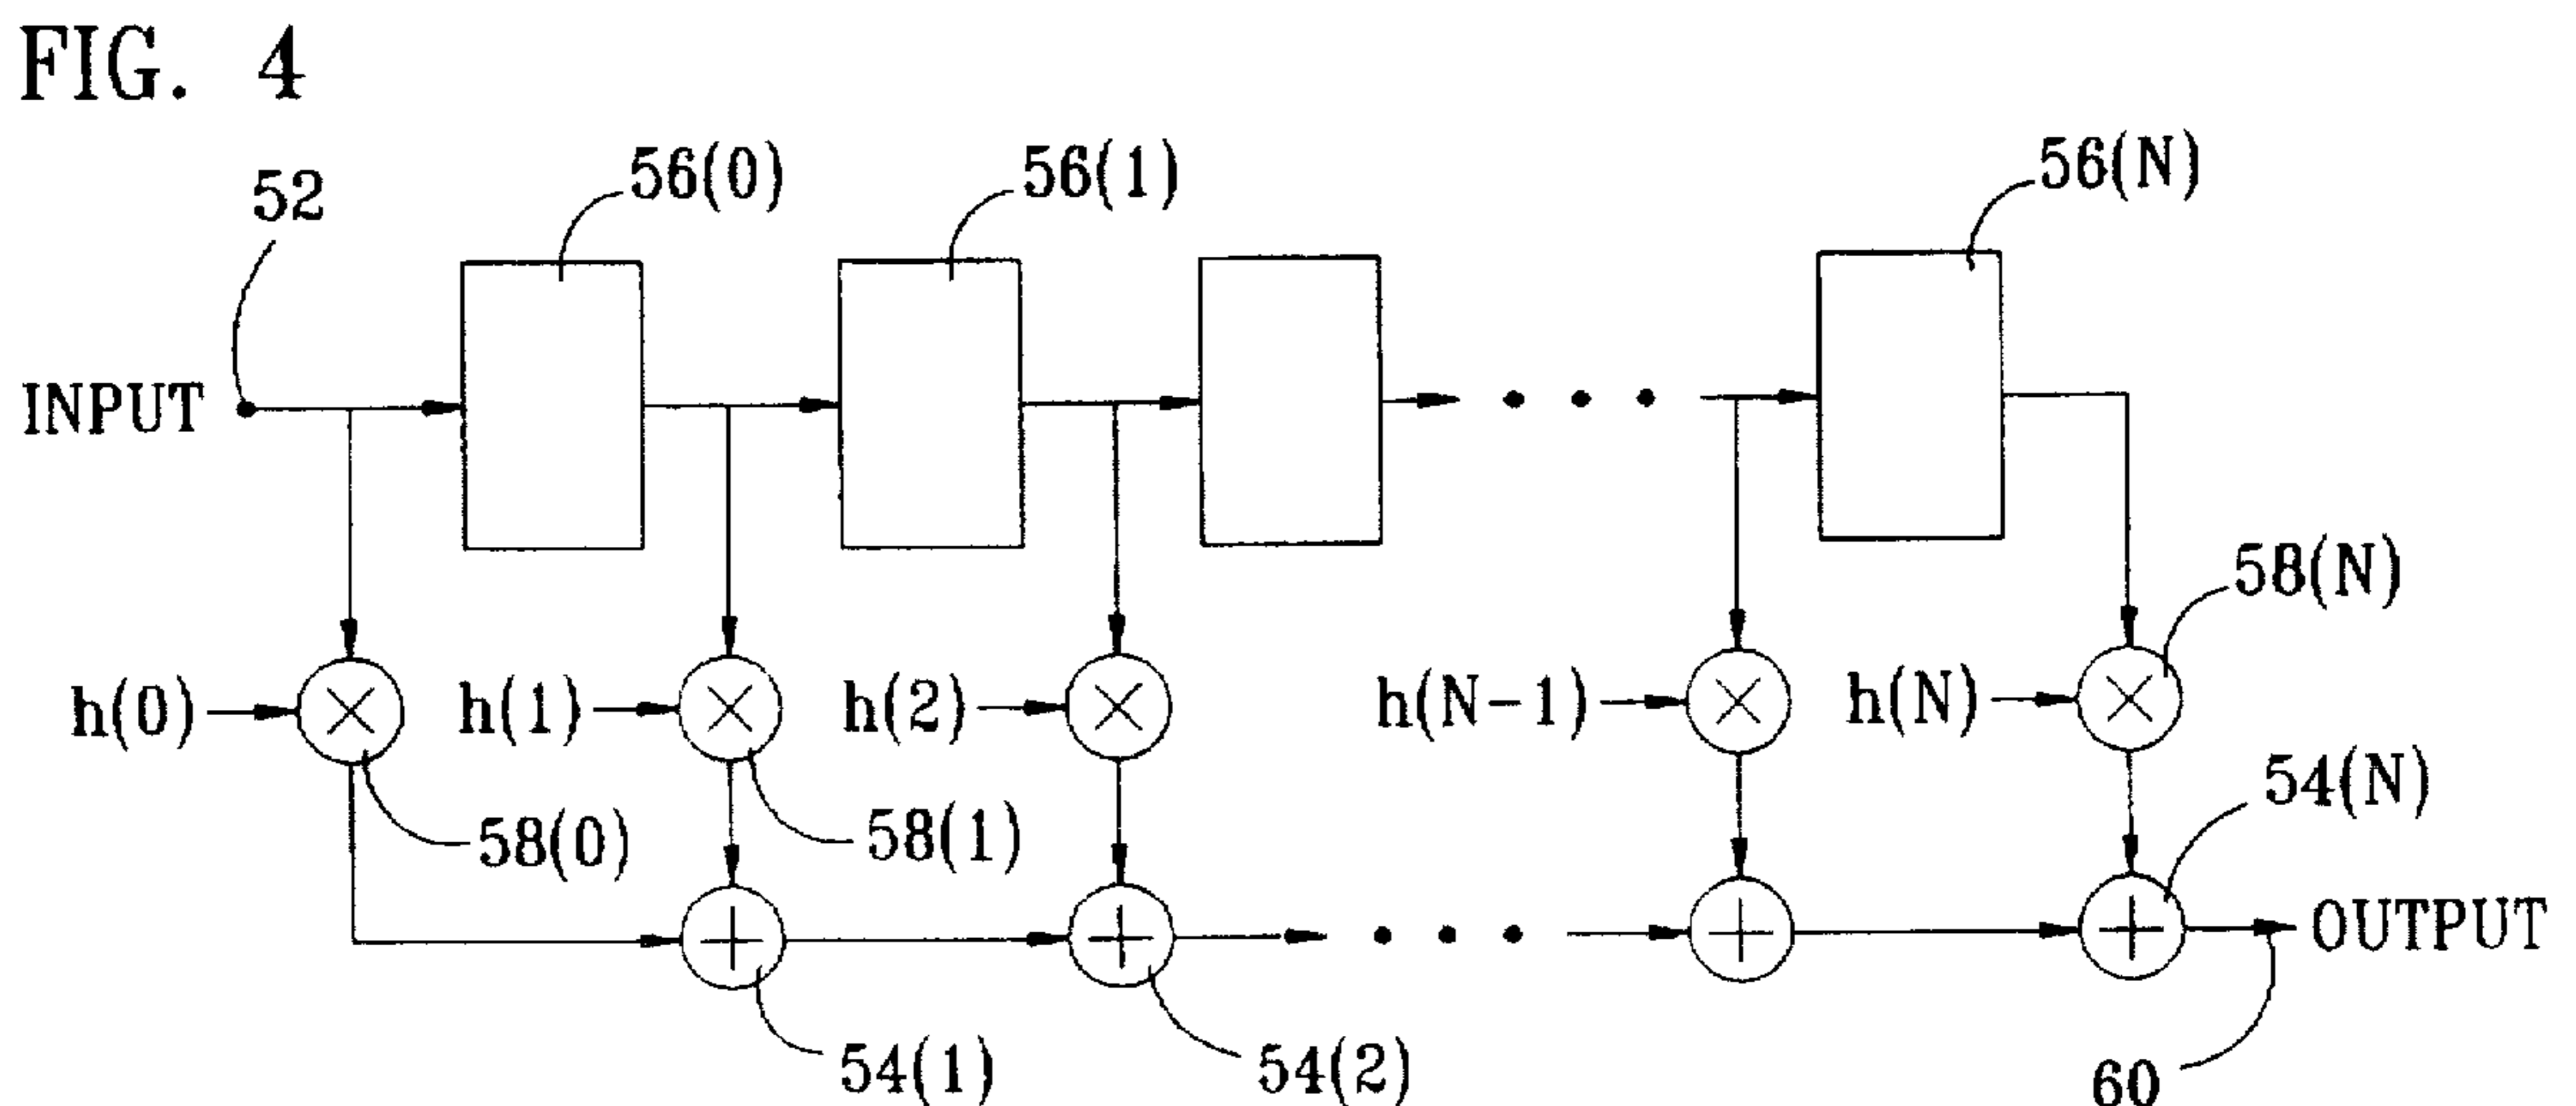 FIG. 4
52
56(0)
56(1)
56(N)
INPUT
58(N)
h(0)
h(1)
h(2)
h(N-1)
h(N)
58(0)
58(1)
54(N)
OUTPUT
54(1)
54(2)
60